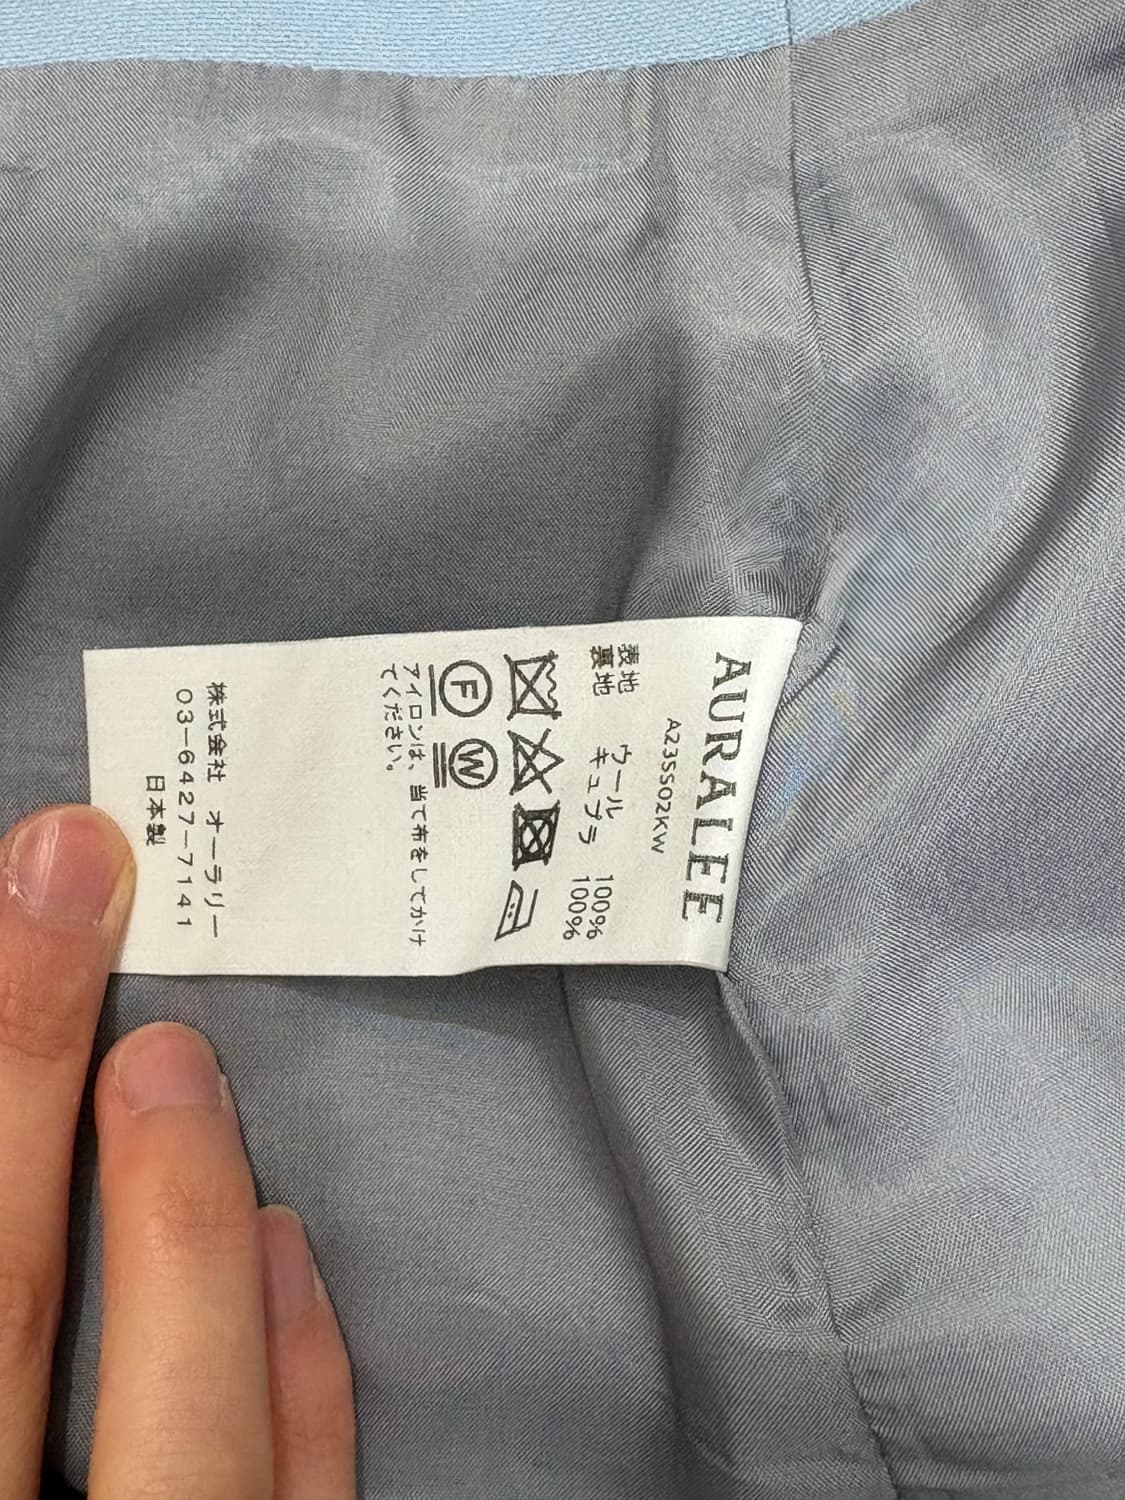 AURALEE
AZ3SS02KW
表地 ウール 100%
裏地 キュプラ 100%
F W
アイロンは、当て布をしてかけ
てください。
株式会社 オーラリー
03-6427-7141
日本製